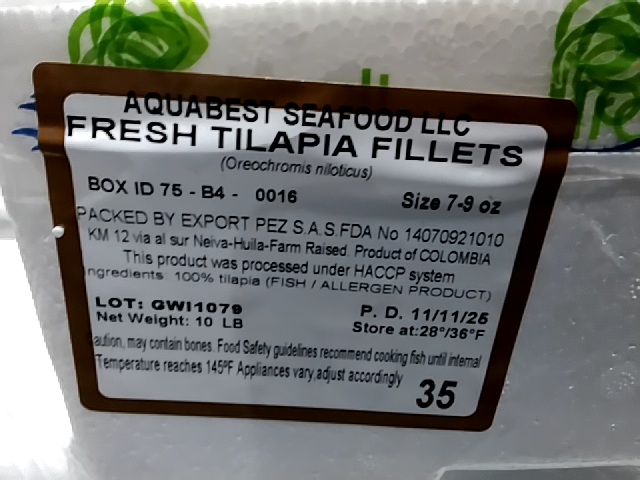 AQUABEST SEAFOOD LLC
FRESH TILAPIA FILLETS
(Oreochromis niloticus)
BOX ID 75 - B4 - 0016 Size 7-9 oz
PACKED BY EXPORT PEZ S.A.S.FDA No 14070921010
KM 12 via al sur Neiva-Huila-Farm Raised. Product of COLOMBIA
This product was processed under HACCP system
ngredients: 100% tilapia (FISH / ALLERGEN PRODUCT)
LOT: GWI1079 P. D. 11/11/25
Net Weight: 10 LB Store at:28°/36°F
aution, may contain bones. Food Safety guidelines recommend cooking fish until internal
Temperature reaches 145ºF Appliances vary,adjust accordingly
35